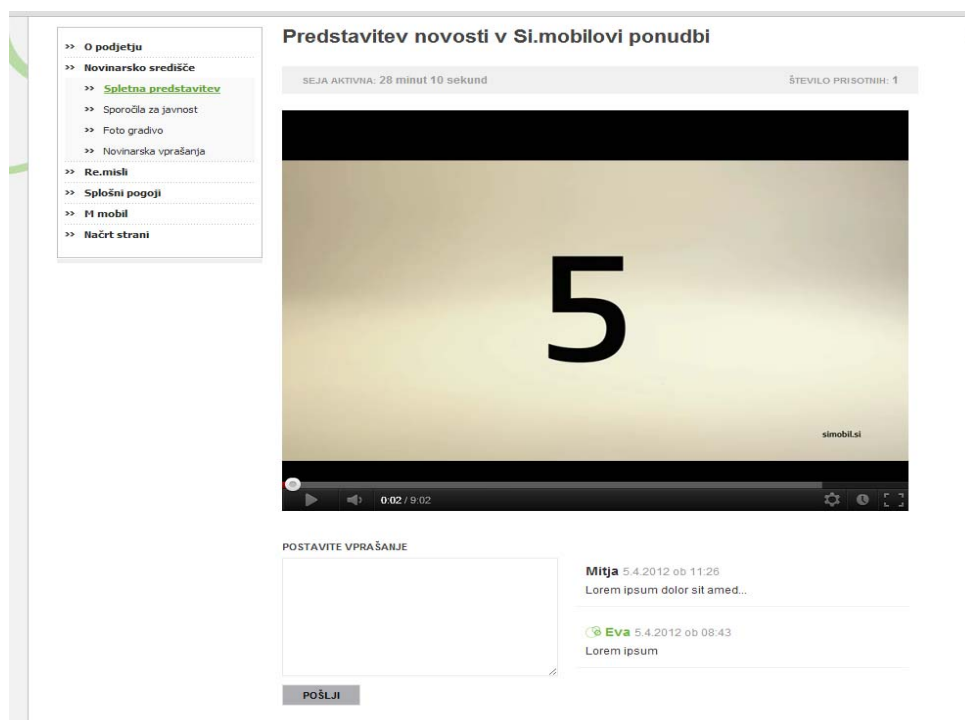 >> O podjetju
>> Novinarsko središče
>> Spletna predstavitev
>> Sporočila za javnost
>> Foto gradivo
>> Novinarska vprašanja
>> Re.misli
>> Splošni pogoji
>> M mobil
>> Načrt strani
Predstavitev novosti v Si.mobilovi ponudbi
SEJA AKTIVNA: 28 minut 10 sekund
ŠTEVILO PRISOTNIH: 1
5
simobil.si
0:02 / 9:02
POSTAVITE VPRAŠANJE
POŠLJI
Mitja 5.4.2012 ob 11:26
Lorem ipsum dolor sit amed...
Eva 5.4.2012 ob 08:43
Lorem ipsum